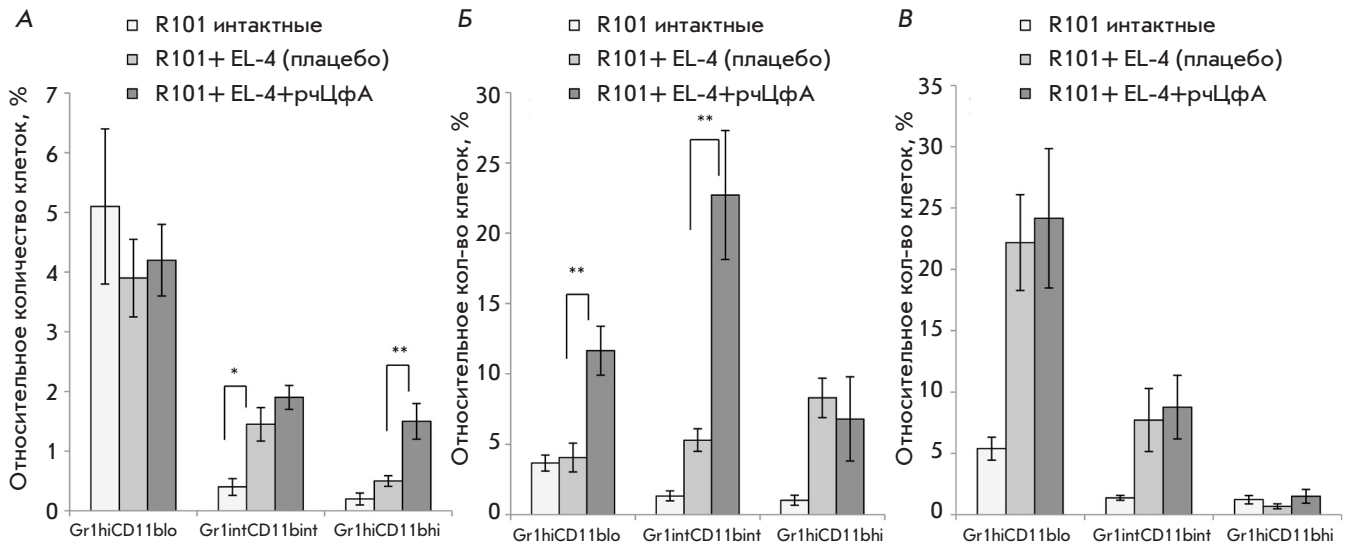 А
R101 интактные
R101+ EL-4 (плацебо)
R101+ EL-4+рчЦфА
Относительное количество клеток, %
7
6
5
4
3
2
1
0
*
**
Gr1hiCD11blo Gr1intCD11bint Gr1hiCD11bhi
Б
R101 интактные
R101+ EL-4 (плацебо)
R101+ EL-4+рчЦфА
Относительное кол-во клеток, %
30
25
20
15
10
5
0
**
**
Gr1hiCD11blo Gr1intCD11bint Gr1hiCD11bhi
В
R101 интактные
R101+ EL-4 (плацебо)
R101+ EL-4+рчЦфА
Относительное кол-во клеток, %
35
30
25
20
15
10
5
0
Gr1hiCD11blo Gr1intCD11bint Gr1hiCD11bhi